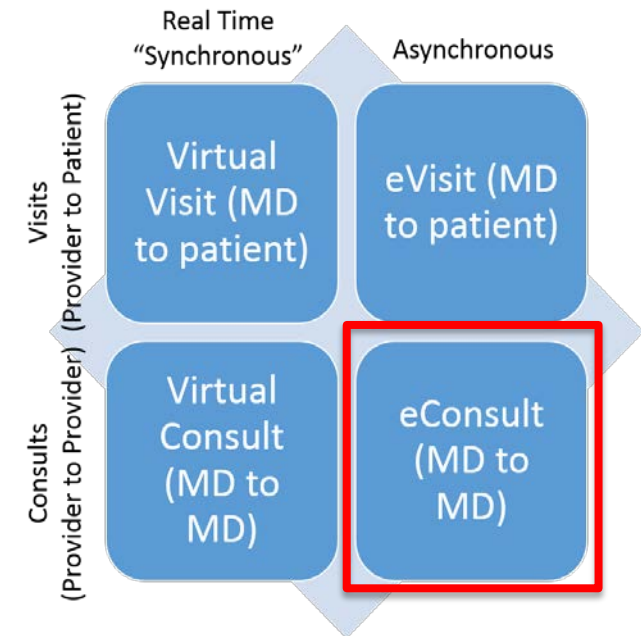 Real Time
“Synchronous”
Asynchronous
Visits
(Provider to Patient)
Virtual
Visit (MD
to patient)
eVisit (MD
to patient)
Consults
(Provider to Provider)
Virtual
Consult
(MD to
MD)
eConsult
(MD to
MD)